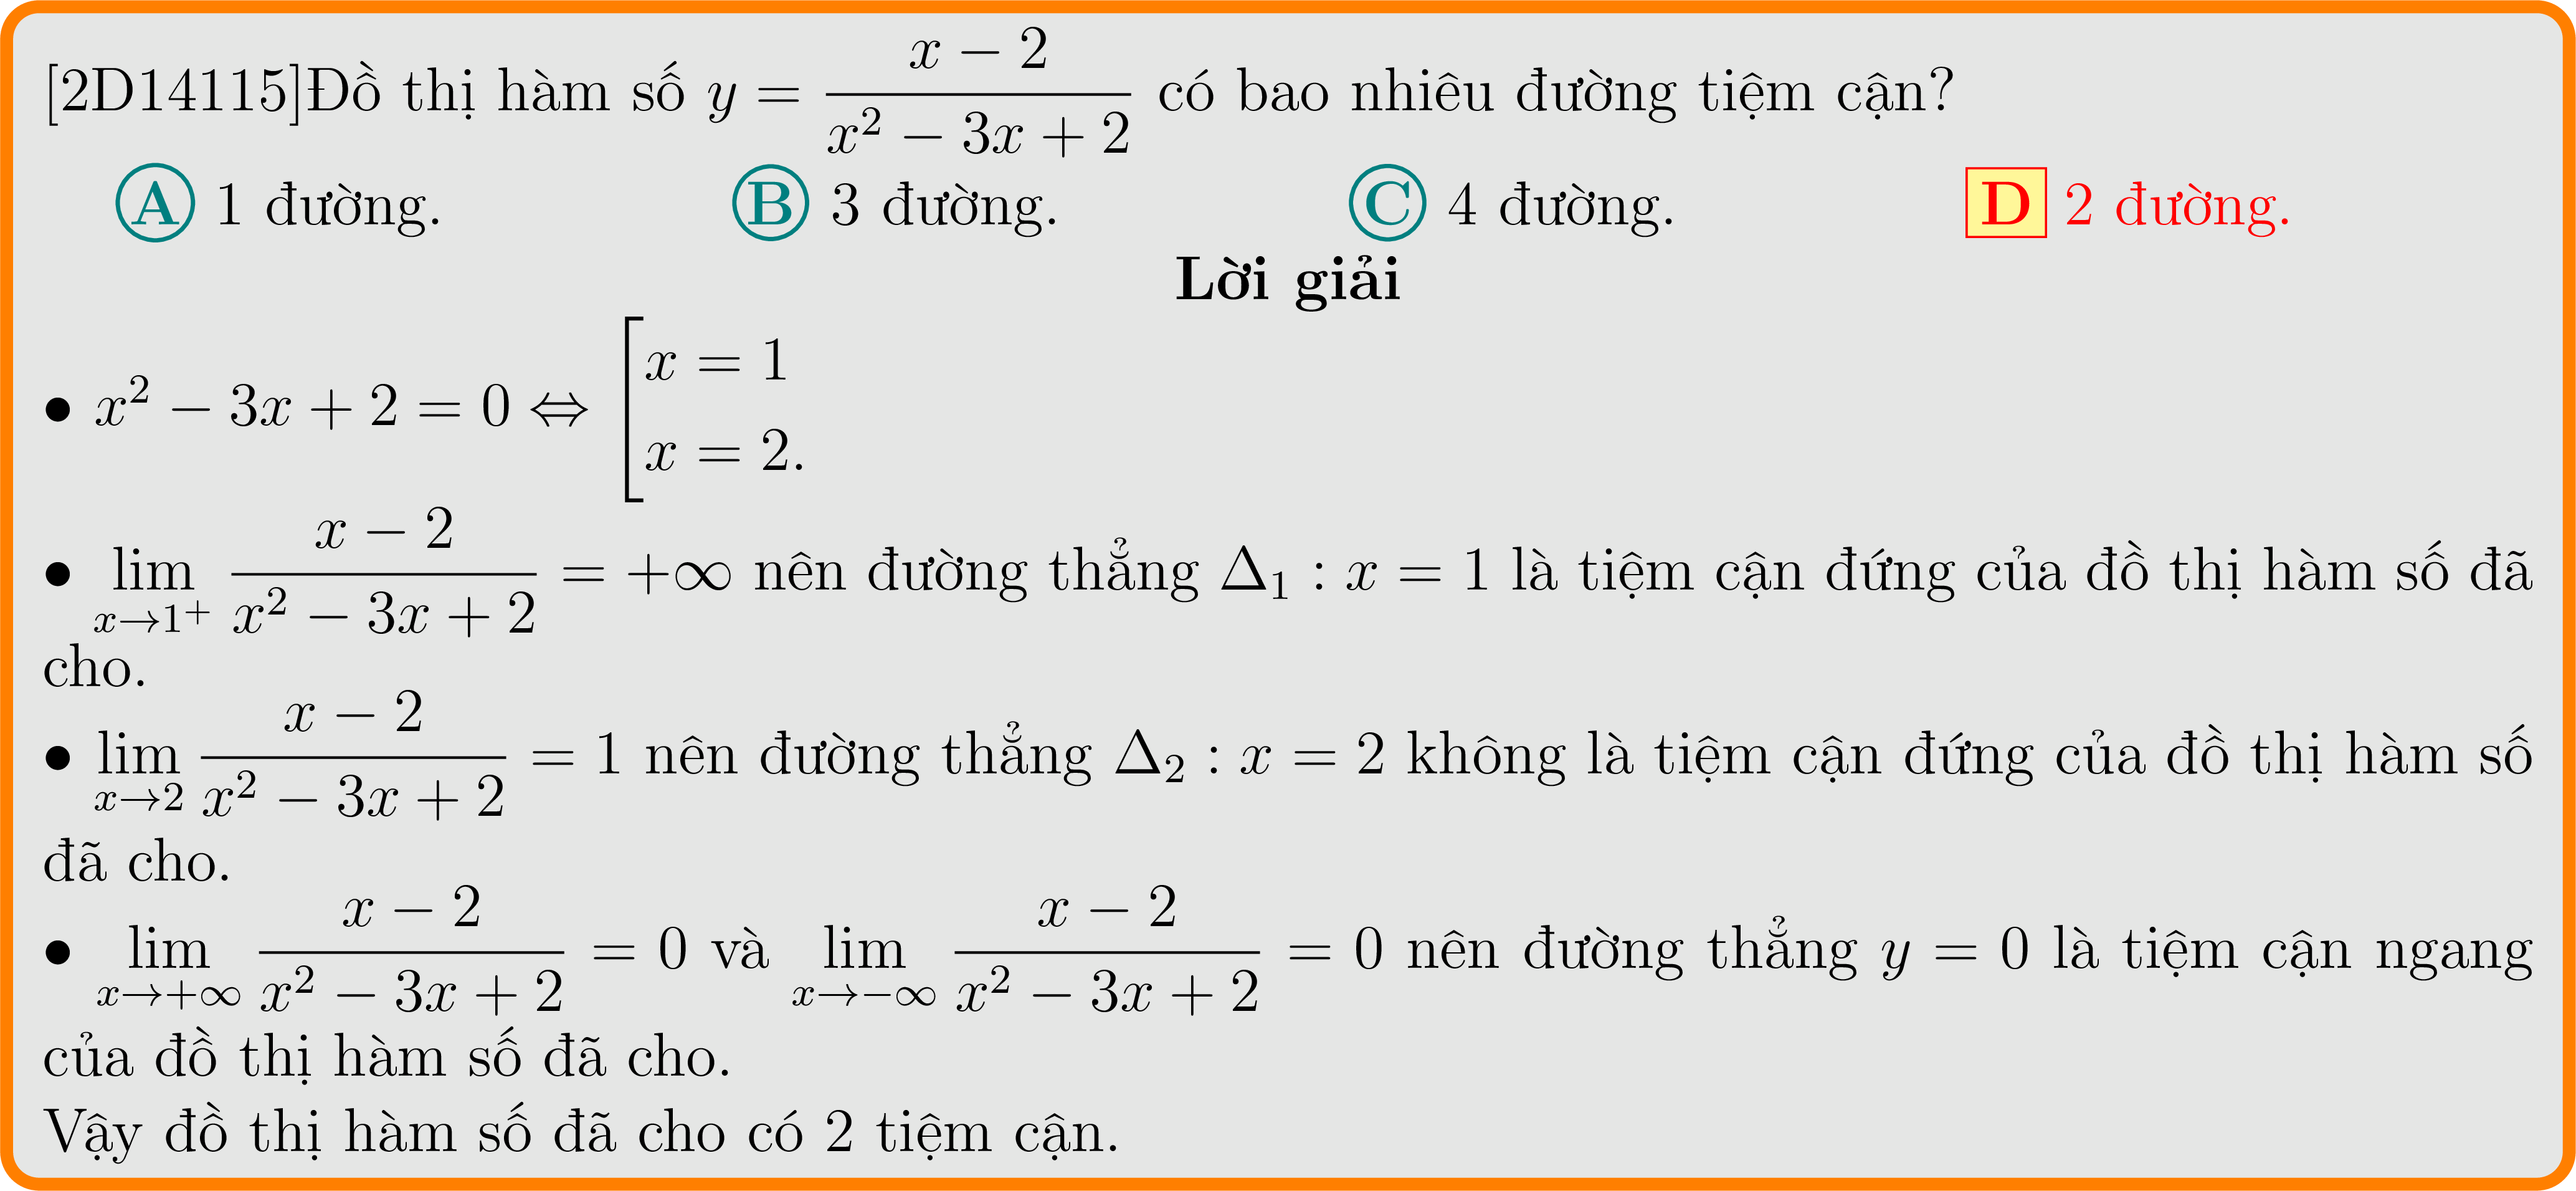 [2D14115]Đồ thị hàm số $y = \dfrac{x-2}{x^2-3x+2}$ có bao nhiêu đường tiệm cận?
A 1 đường. B 3 đường. C 4 đường. D 2 đường.
Lời giải
• $x^2 - 3x + 2 = 0 \Leftrightarrow \left[\begin{array}{l} x = 1 \\ x = 2. \end{array}\right.$
• $\lim\limits_{x \to 1^+} \dfrac{x-2}{x^2-3x+2} = +\infty$ nên đường thẳng $\Delta_1 : x = 1$ là tiệm cận đứng của đồ thị hàm số đã
cho.
• $\lim\limits_{x \to 2} \dfrac{x-2}{x^2-3x+2} = 1$ nên đường thẳng $\Delta_2 : x = 2$ không là tiệm cận đứng của đồ thị hàm số
đã cho.
• $\lim\limits_{x \to +\infty} \dfrac{x-2}{x^2-3x+2} = 0$ và $\lim\limits_{x \to -\infty} \dfrac{x-2}{x^2-3x+2} = 0$ nên đường thẳng $y = 0$ là tiệm cận ngang
của đồ thị hàm số đã cho.
Vậy đồ thị hàm số đã cho có 2 tiệm cận.